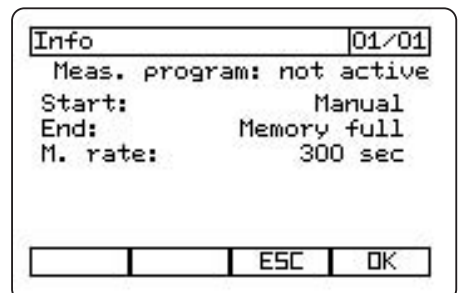 Info 01/01
Meas. program: not active
Start: Manual
End: Memory full
M. rate: 300 sec
ESC OK